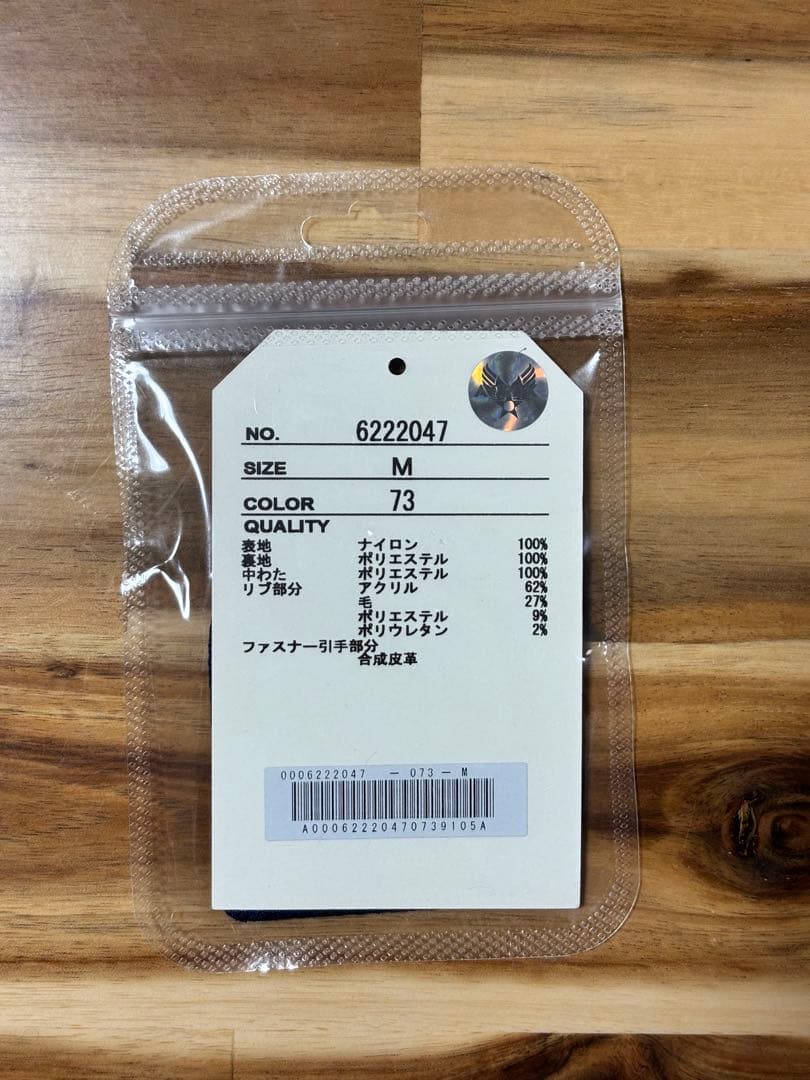 NO. 6222047
SIZE M
COLOR 73
QUALITY
表地 ナイロン 100%
裏地 ポリエステル 100%
中わた ポリエステル 100%
リブ部分 アクリル 62%
毛 27%
ポリエステル 9%
ポリウレタン 2%
ファスナー引手部分
合成皮革
0006222047 - 073 - M
A00062220470739105A